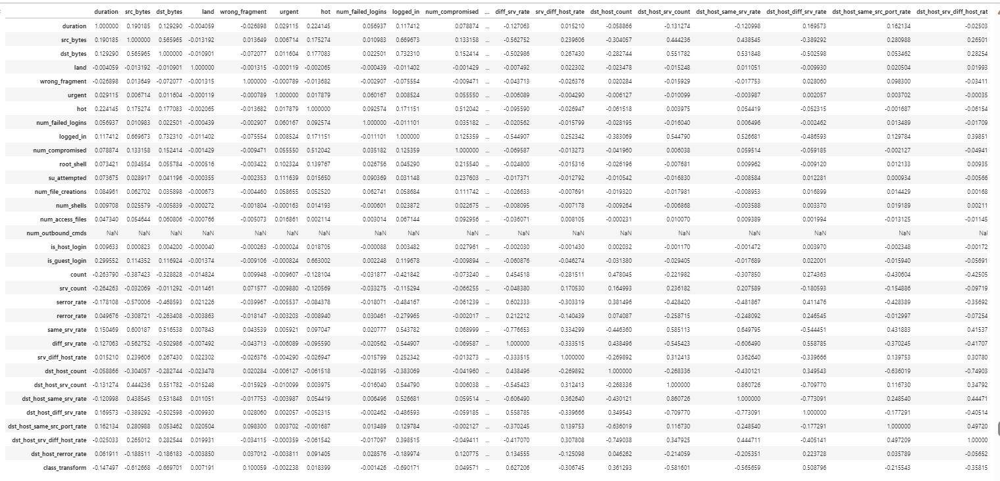 duration src_bytes dst_bytes land wrong_fragment urgent hot num_failed_logins logged_in num_compromised ... diff_srv_rate srv_diff_host_rate dst_host_count dst_host_srv_count dst_host_same_srv_rate dst_host_diff_srv_rate dst_host_same_src_port_rate dst_host_srv_diff_host_rat
duration 1.000000 0.190185 0.129290 -0.004059 -0.026898 0.029115 0.224145 0.056937 0.117412 0.078874 ... -0.127063 0.015210 -0.058866 -0.131274 -0.120998 0.169573 0.162134 -0.02503
src_bytes 0.190185 1.000000 0.565965 -0.013192 0.013649 0.006714 0.175274 0.010983 0.669673 0.133158 ... -0.562752 0.239606 -0.304057 0.444236 0.438545 -0.389292 0.280988 0.26501
dst_bytes 0.129290 0.565965 1.000000 -0.010901 -0.072077 0.011604 0.177083 0.022501 0.732310 0.152414 ... -0.502986 0.267430 -0.282744 0.551782 0.531848 -0.502598 0.053462 0.28254
land -0.004059 -0.013192 -0.010901 1.000000 -0.001315 -0.000119 -0.002065 -0.000439 -0.011402 -0.001429 ... -0.007492 0.022302 -0.023478 -0.015248 0.011051 -0.009930 0.020504 0.01993
wrong_fragment -0.026898 0.013649 -0.072077 -0.001315 1.000000 -0.000789 -0.013682 -0.002907 -0.075554 -0.009471 ... -0.043713 -0.026376 0.020284 -0.015929 -0.017753 0.028060 0.098300 -0.03411
urgent 0.029115 0.006714 0.011604 -0.000119 -0.000789 1.000000 0.017879 0.060167 0.008524 0.055550 ... -0.006089 -0.004290 -0.006127 -0.010099 -0.003987 0.002057 0.003702 -0.00035
hot 0.224145 0.175274 0.177083 -0.002065 -0.013682 0.017879 1.000000 0.092574 0.171151 0.512042 ... -0.095590 -0.026947 -0.061518 0.003975 0.054419 -0.052315 -0.001687 -0.06154
num_failed_logins 0.056937 0.010983 0.022501 -0.000439 -0.002907 0.060167 0.092574 1.000000 -0.011101 0.035182 ... -0.020562 -0.015799 -0.028195 -0.016040 0.006496 -0.002462 0.013489 -0.01709
logged_in 0.117412 0.669673 0.732310 -0.011402 -0.075554 0.008524 0.171151 -0.011101 1.000000 0.125359 ... -0.544907 0.252342 -0.383069 0.544790 0.526681 -0.486593 0.129784 0.39851
num_compromised 0.078874 0.133158 0.152414 -0.001429 -0.009471 0.055550 0.512042 0.035182 0.125359 1.000000 ... -0.069587 -0.013273 -0.041960 0.006038 0.059514 -0.059185 -0.002127 -0.04941
root_shell 0.073421 0.034554 0.055784 -0.000516 -0.003422 0.102324 0.139767 0.026756 0.045290 0.215540 ... -0.024800 -0.015316 -0.026196 -0.007681 0.009962 -0.009120 0.012133 0.00935
su_attempted 0.073675 0.028917 0.041196 -0.000355 -0.002353 0.111639 0.015650 0.090369 0.031148 0.237603 ... -0.017371 -0.012792 -0.010542 -0.016830 -0.008584 0.012281 0.000934 -0.00566
num_file_creations 0.084961 0.062702 0.035898 -0.000673 -0.004460 0.058655 0.052520 0.062741 0.058684 0.111742 ... -0.026633 -0.007691 -0.019320 -0.017981 -0.008953 0.016899 0.014429 0.00168
num_shells 0.009708 0.025579 -0.005839 -0.000272 -0.001804 -0.000163 0.014193 -0.000601 0.023872 0.022675 ... -0.008095 -0.007178 -0.009264 -0.006868 -0.003588 0.003370 0.019189 0.00211
num_access_files 0.047340 0.054644 0.060806 -0.000766 -0.005073 0.016861 0.002114 0.003014 0.067144 0.092956 ... -0.036071 0.008105 -0.000231 0.010070 0.009389 0.001994 -0.013125 -0.01145
num_outbound_cmds NaN NaN NaN NaN NaN NaN NaN NaN NaN NaN ... NaN NaN NaN NaN NaN NaN NaN Na
is_host_login 0.009633 0.000823 0.004200 -0.000040 -0.000263 -0.000024 0.018705 -0.000088 0.003482 0.027961 ... -0.002030 -0.001430 0.002032 -0.001170 -0.001472 0.003970 -0.002348 -0.00172
is_guest_login 0.299552 0.114352 0.116924 -0.001374 -0.009106 -0.000824 0.663002 0.002248 0.119678 -0.009894 ... -0.060876 -0.046274 -0.031380 -0.029405 -0.017689 0.022001 -0.015940 -0.05691
count -0.263790 -0.387423 -0.328828 -0.014824 0.009948 -0.009607 -0.128104 -0.031877 -0.421842 -0.073240 ... 0.454518 -0.281511 0.478045 -0.221982 -0.307850 0.274363 -0.430604 -0.42505
srv_count -0.264263 -0.032069 -0.011292 -0.011461 0.071577 -0.009880 -0.120569 -0.033275 -0.115294 -0.066255 ... -0.048380 0.170530 0.164993 0.236182 0.207589 -0.180593 -0.154886 -0.09719
serror_rate -0.178108 -0.570006 -0.468593 0.021226 -0.039967 -0.005537 -0.084378 -0.018071 -0.484167 -0.061239 ... 0.602333 -0.303319 0.381496 -0.428420 -0.481867 0.411476 -0.428389 -0.35692
rerror_rate 0.049676 -0.308721 -0.263408 -0.003863 -0.018147 -0.003203 -0.008940 0.030461 -0.279965 -0.002017 ... 0.212212 -0.140439 0.074087 -0.258715 -0.248092 0.246545 -0.012997 -0.07254
same_srv_rate 0.150469 0.600187 0.516538 0.007843 0.043539 0.005921 0.097047 0.020777 0.543782 0.068999 ... -0.776653 0.334299 -0.446360 0.585113 0.649795 -0.544451 0.431883 0.41537
diff_srv_rate -0.127063 -0.562752 -0.502986 -0.007492 -0.043713 -0.006089 -0.095590 -0.020562 -0.544907 -0.069587 ... 1.000000 -0.333515 0.438496 -0.545423 -0.606490 0.558785 -0.370245 -0.41707
srv_diff_host_rate 0.015210 0.239606 0.267430 0.022302 -0.026376 -0.004290 -0.026947 -0.015799 0.252342 -0.013273 ... -0.333515 1.000000 -0.269892 0.312413 0.362640 -0.339666 0.139753 0.30780
dst_host_count -0.058866 -0.304057 -0.282744 -0.023478 0.020284 -0.006127 -0.061518 -0.028195 -0.383069 -0.041960 ... 0.438496 -0.269892 1.000000 -0.268336 -0.430121 0.349543 -0.636019 -0.74903
dst_host_srv_count -0.131274 0.444236 0.551782 -0.015248 -0.015929 -0.010099 0.003975 -0.016040 0.544790 0.006038 ... -0.545423 0.312413 -0.268336 1.000000 0.860726 -0.709770 0.116730 0.34792
dst_host_same_srv_rate -0.120998 0.438545 0.531848 0.011051 -0.017753 -0.003987 0.054419 0.006496 0.526681 0.059514 ... -0.606490 0.362640 -0.430121 0.860726 1.000000 -0.773091 0.248540 0.44471
dst_host_diff_srv_rate 0.169573 -0.389292 -0.502598 -0.009930 0.028060 0.002057 -0.052315 -0.002462 -0.486593 -0.059185 ... 0.558785 -0.339666 0.349543 -0.709770 -0.773091 1.000000 -0.177291 -0.40514
dst_host_same_src_port_rate 0.162134 0.280988 0.053462 0.020504 0.098300 0.003702 -0.001687 0.013489 0.129784 -0.002127 ... -0.370245 0.139753 -0.636019 0.116730 0.248540 -0.177291 1.000000 0.49720
dst_host_srv_diff_host_rate -0.025033 0.265012 0.282544 0.019931 -0.034115 -0.000359 -0.061542 -0.017097 0.398515 -0.049411 ... -0.417070 0.307808 -0.749038 0.347925 0.444711 -0.405141 0.497209 1.00000
dst_host_rerror_rate 0.061911 -0.188511 -0.186183 -0.003850 0.037012 -0.003811 0.091405 0.028576 -0.189974 0.120775 ... 0.134555 -0.125098 0.046262 -0.214059 -0.205351 0.223728 0.035789 -0.05652
class_transform -0.147497 -0.612668 -0.669701 0.007191 0.100059 -0.002238 0.018399 -0.001426 -0.690171 0.049571 ... 0.627206 -0.306745 0.361293 -0.581601 -0.565659 0.508796 -0.215543 -0.35815